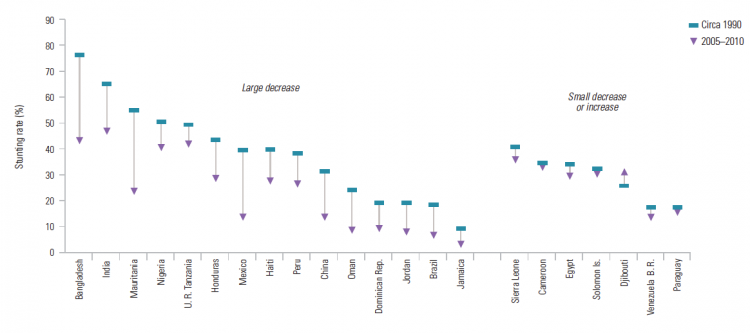 90
80
70
60
50
40
30
20
10
0
Stunting rate (%)
Large decrease
Small decrease
or increase
Circa 1990
2005–2010
Bangladesh
India
Mauritania
Nigeria
U. R. Tanzania
Honduras
Mexico
Haiti
Peru
China
Oman
Dominican Rep.
Jordan
Brazil
Jamaica
Sierra Leone
Cameroon
Egypt
Solomon Is.
Djibouti
Venezuela B. R.
Paraguay